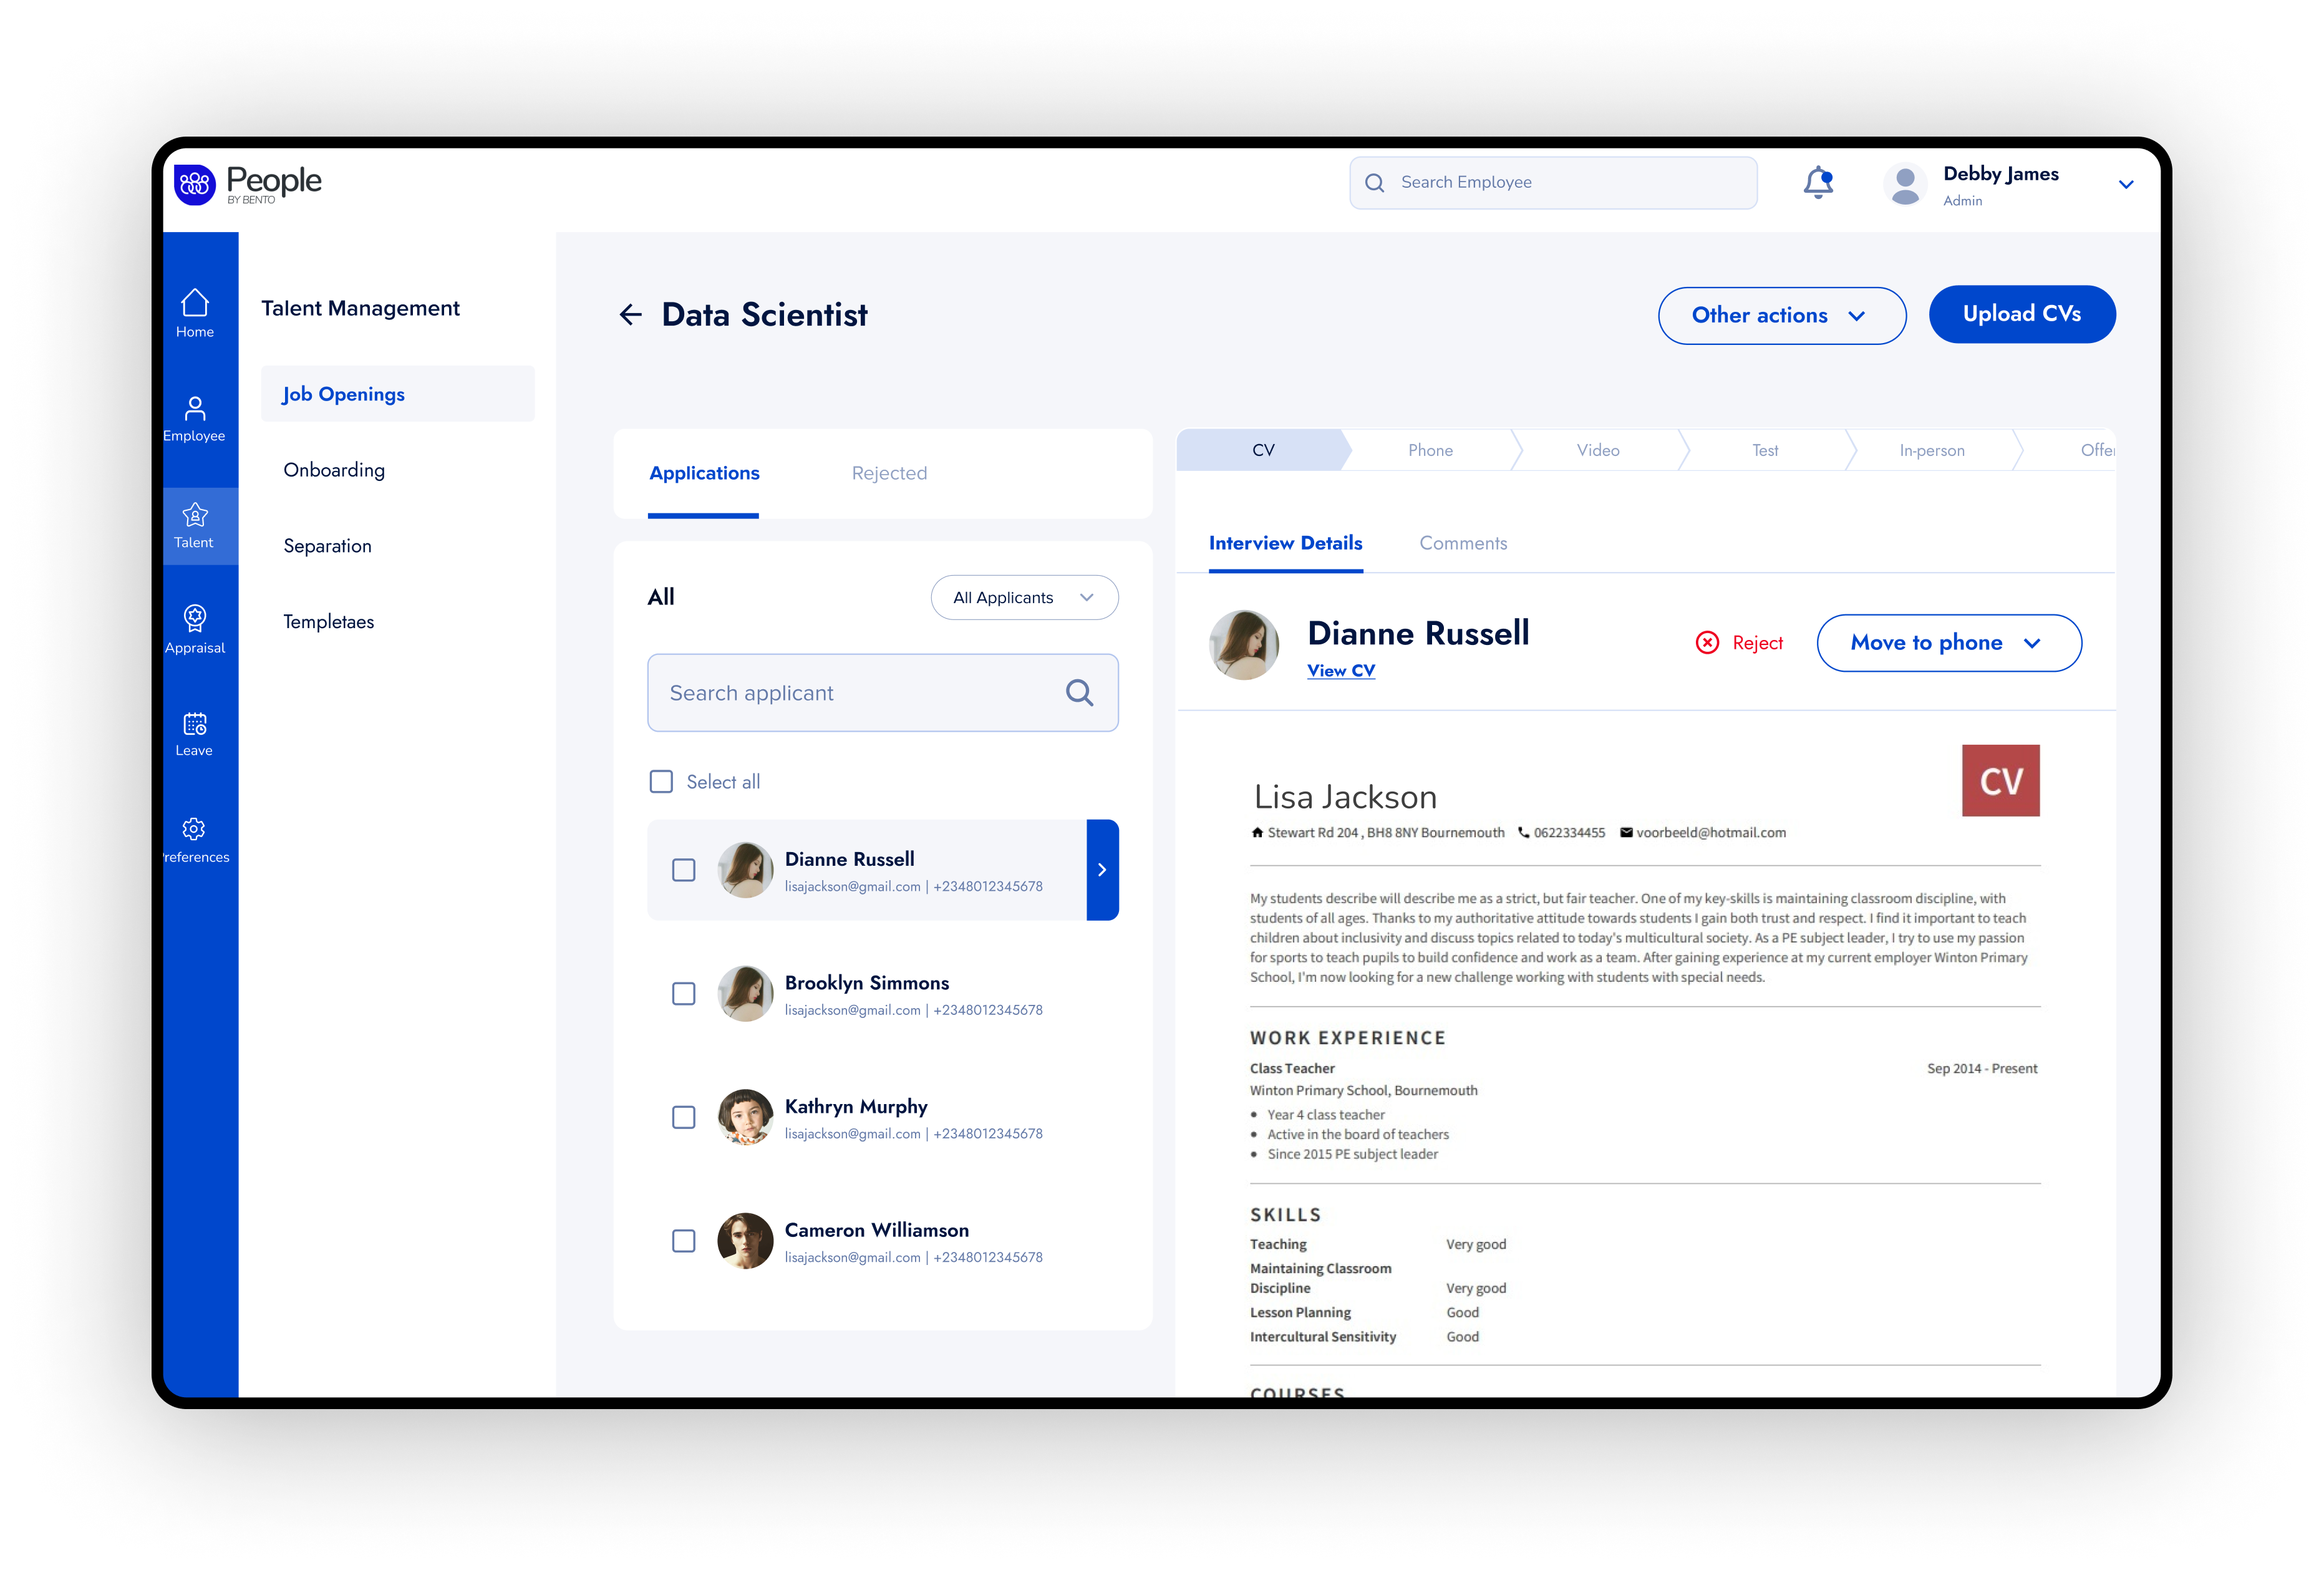 People
BY BENTO
Search Employee
Debby James
Admin
Home
Employee
Talent
Appraisal
Leave
references
Talent Management
Job Openings
Onboarding
Separation
Templetaes
Data Scientist
Other actions
Upload CVs
Applications
Rejected
All
All Applicants
Search applicant
Select all
Dianne Russell
lisajackson@gmail.com | +2348012345678
Brooklyn Simmons
lisajackson@gmail.com | +2348012345678
Kathryn Murphy
lisajackson@gmail.com | +2348012345678
Cameron Williamson
lisajackson@gmail.com | +2348012345678
CV
Phone
Video
Test
In-person
Offer
Interview Details
Comments
Dianne Russell
View CV
Reject
Move to phone
CV
Lisa Jackson
Stewart Rd 204 , BH8 8NY Bournemouth 0622334455 voorbeeld@hotmail.com
My students describe will describe me as a strict, but fair teacher. One of my key-skills is maintaining classroom discipline, with
students of all ages. Thanks to my authoritative attitude towards students I gain both trust and respect. I find it important to teach
children about inclusivity and discuss topics related to today's multicultural society. As a PE subject leader, I try to use my passion
for sports to teach pupils to build confidence and work as a team. After gaining experience at my current employer Winton Primary
School, I'm now looking for a new challenge working with students with special needs.
WORK EXPERIENCE
Class Teacher Sep 2014 - Present
Winton Primary School, Bournemouth
• Year 4 class teacher
• Active in the board of teachers
• Since 2015 PE subject leader
SKILLS
Teaching Very good
Maintaining Classroom
Discipline Very good
Lesson Planning Good
Intercultural Sensitivity Good
COURSES